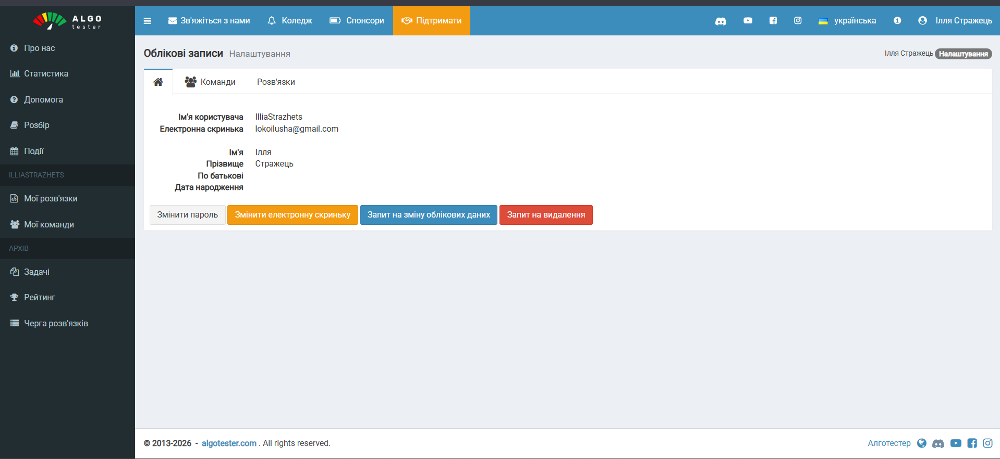 ALGO
tester
Зв'яжіться з нами
Коледж
Спонсори
Підтримати
українська
Ілля Стражець
Про нас
Статистика
Допомога
Розбір
Події
ILLIASTRAZHETS
Мої розв'язки
Мої команди
АРХІВ
Задачі
Рейтинг
Черга розв'язків
Облікові записи Налаштування
Ілля Стражець Налаштування
Команди
Розв'язки
Ім'я користувача IlliaStrazhets
Електронна скринька lokoilusha@gmail.com
Ім'я Ілля
Прізвище Стражець
По батькові
Дата народження
Змінити пароль
Змінити електронну скриньку
Запит на зміну облікових даних
Запит на видалення
© 2013-2026 - algotester.com . All rights reserved.
Алготестер